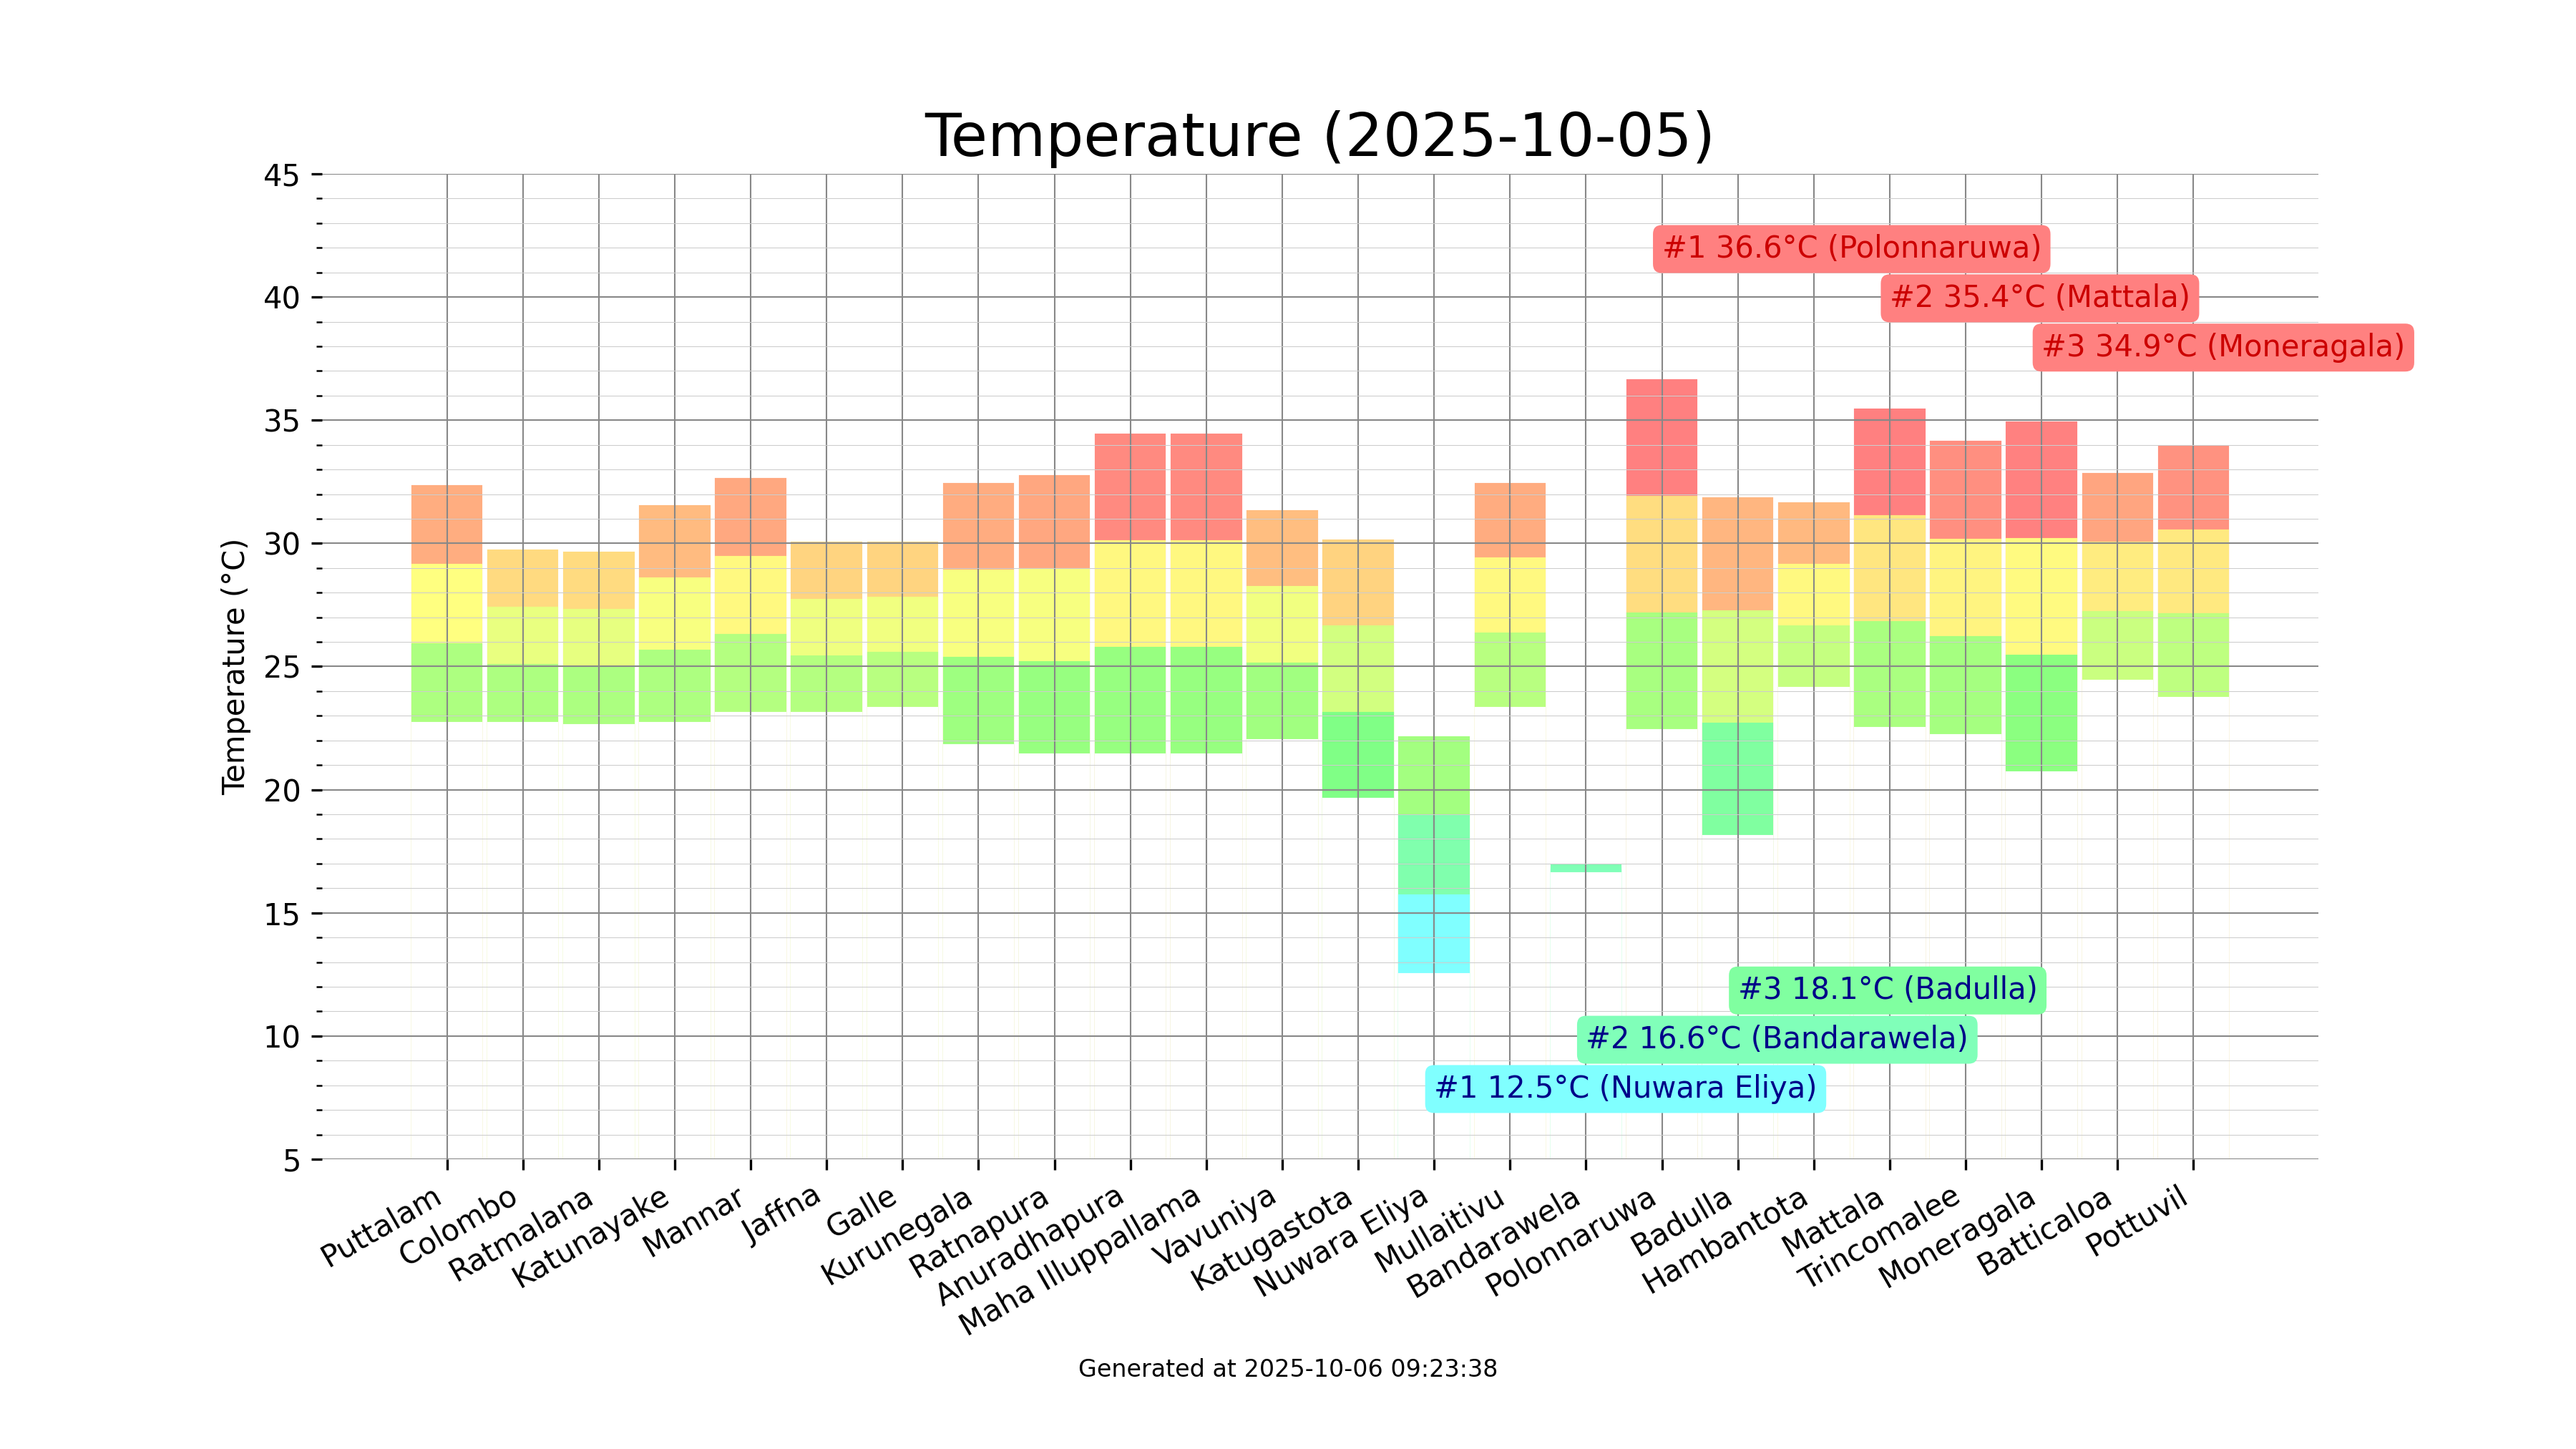 Temperature (2025-10-05)
45
40
35
30
25
20
15
10
5
Temperature (°C)
#1 36.6°C (Polonnaruwa)
#2 35.4°C (Mattala)
#3 34.9°C (Moneragala)
#3 18.1°C (Badulla)
#2 16.6°C (Bandarawela)
#1 12.5°C (Nuwara Eliya)
Puttalam
Colombo
Ratmalana
Katunayake
Mannar
Jaffna
Galle
Kurunegala
Ratnapura
Anuradhapura
Maha Illuppallama
Vavuniya
Katugastota
Nuwara Eliya
Mullaitivu
Bandarawela
Polonnaruwa
Badulla
Hambantota
Mattala
Trincomalee
Moneragala
Batticaloa
Pottuvil
Generated at 2025-10-06 09:23:38